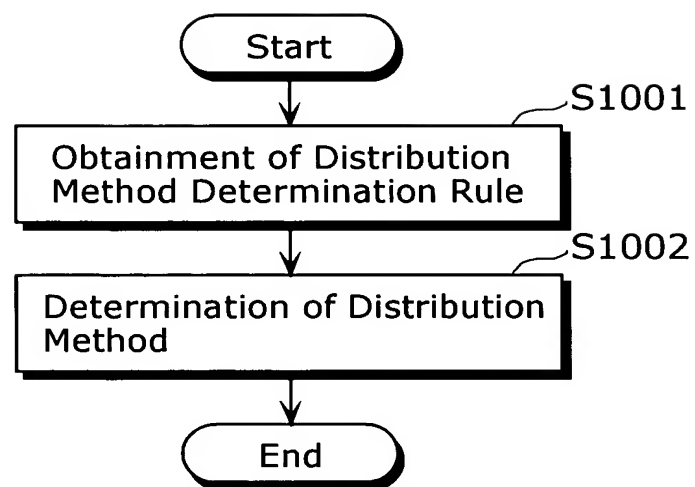 Start
S1001
Obtainment of Distribution
Method Determination Rule
S1002
Determination of Distribution
Method
End